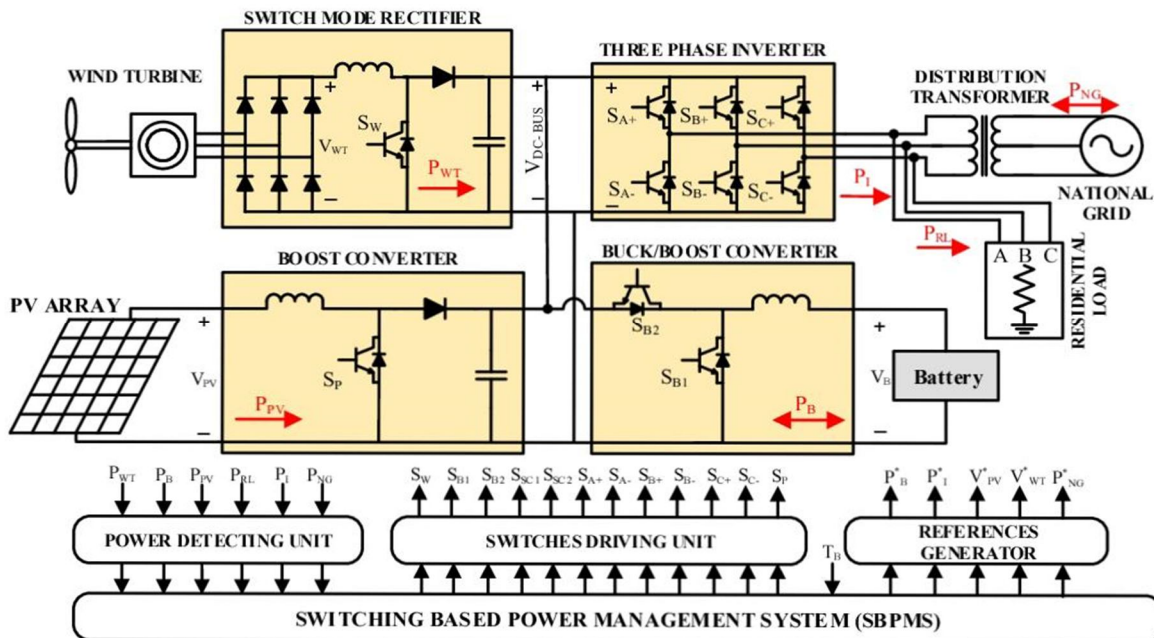 SWITCH MODE RECTIFIER
THREE PHASE INVERTER
WIND TURBINE
DISTRIBUTION
TRANSFORMER
P_NG
+
V_WT
−
S_W
P_WT
+
V_DC-BUS
−
+
−
S_A+
S_B+
S_C+
S_A-
S_B-
S_C-
P_I
NATIONAL
GRID
P_RL
A B C
RESIDENTIAL
LOAD
BOOST CONVERTER
BUCK/BOOST CONVERTER
PV ARRAY
+
V_PV
−
S_P
P_PV
S_B2
S_B1
P_B
+
V_B
−
Battery
P_WT P_B P_PV P_RL P_I P_NG
S_W S_B1 S_B2 S_SC1 S_SC2 S_A+ S_A- S_B+ S_B- S_C+ S_C- S_P
P*_B P*_I V*_PV V*_WT P*_NG
POWER DETECTING UNIT
SWITCHES DRIVING UNIT
T_B
REFERENCES
GENERATOR
SWITCHING BASED POWER MANAGEMENT SYSTEM (SBPMS)